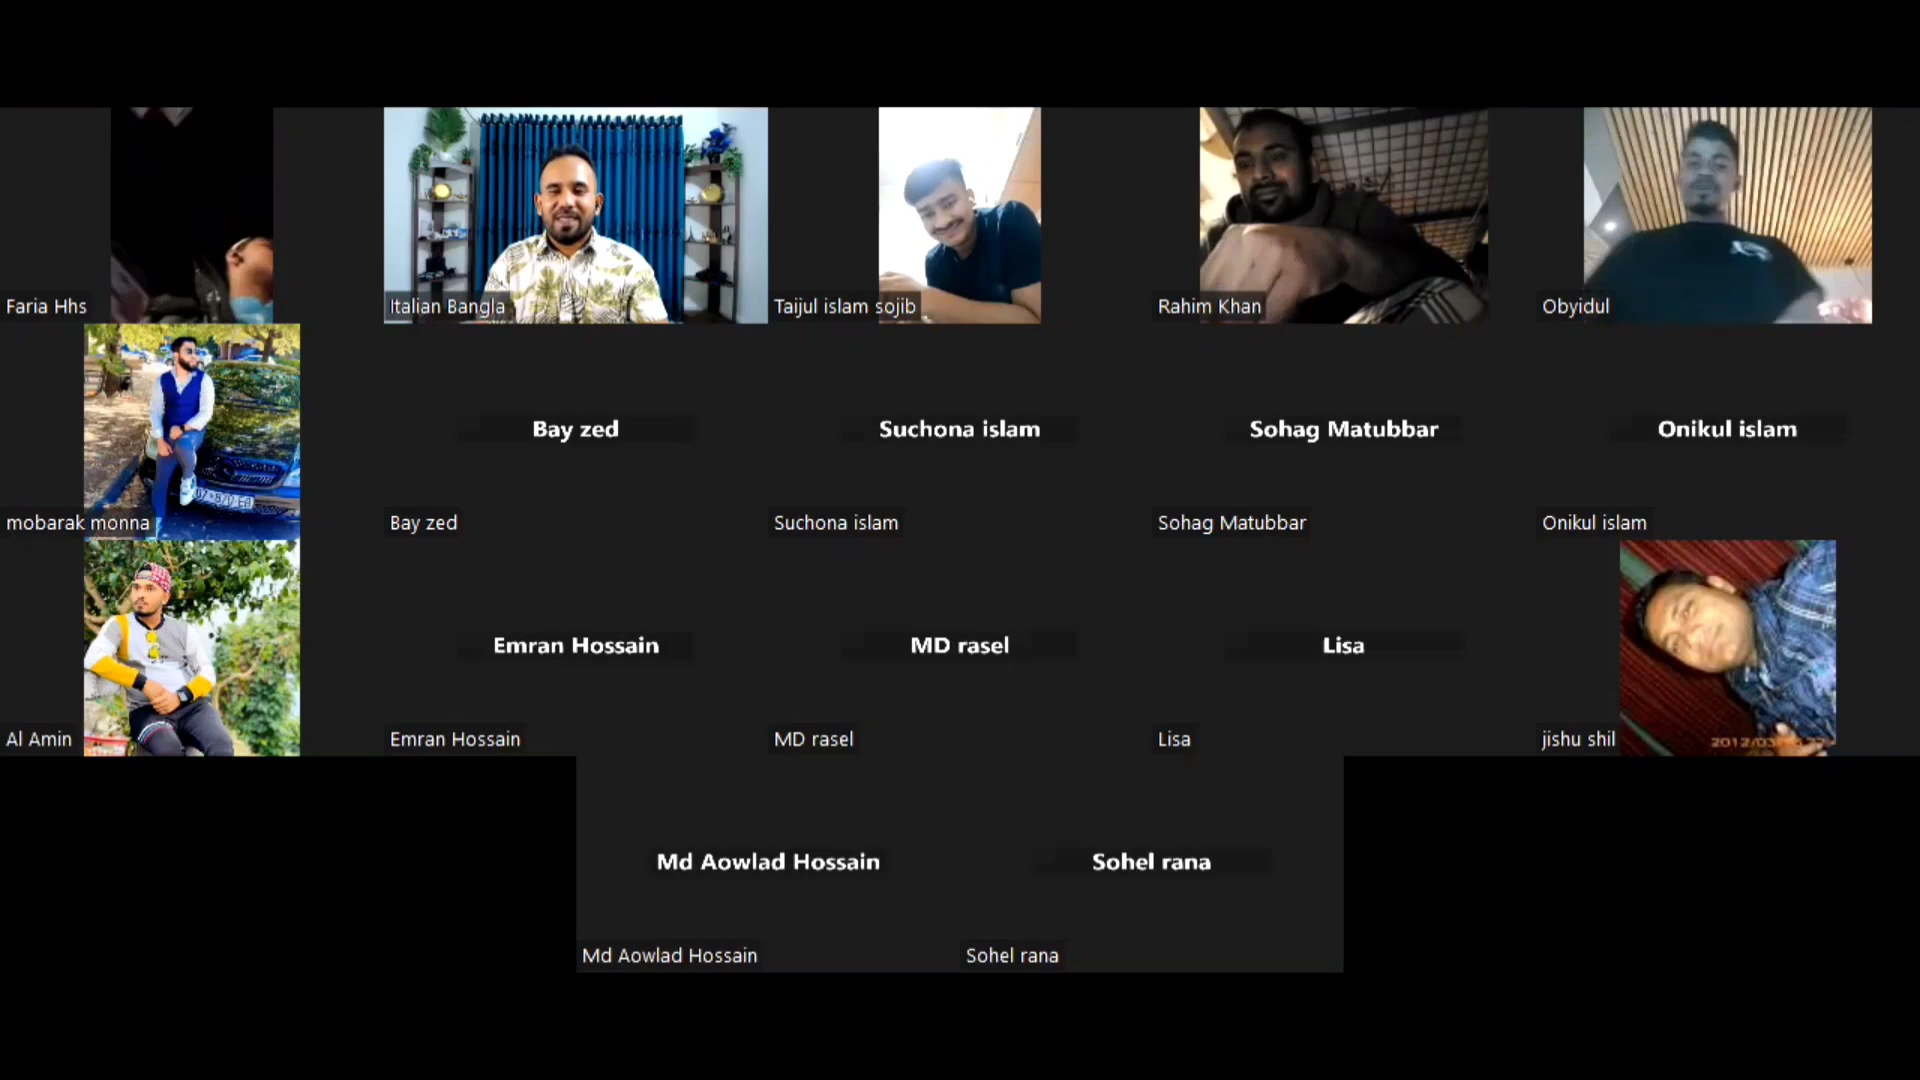 Faria Hhs
Italian Bangla
Taijul islam sojib
Rahim Khan
Obyidul
mobarak monna
Bay zed
Bay zed
Suchona islam
Suchona islam
Sohag Matubbar
Sohag Matubbar
Onikul islam
Onikul islam
Al Amin
Emran Hossain
Emran Hossain
MD rasel
MD rasel
Lisa
Lisa
jishu shil
Md Aowlad Hossain
Md Aowlad Hossain
Sohel rana
Sohel rana